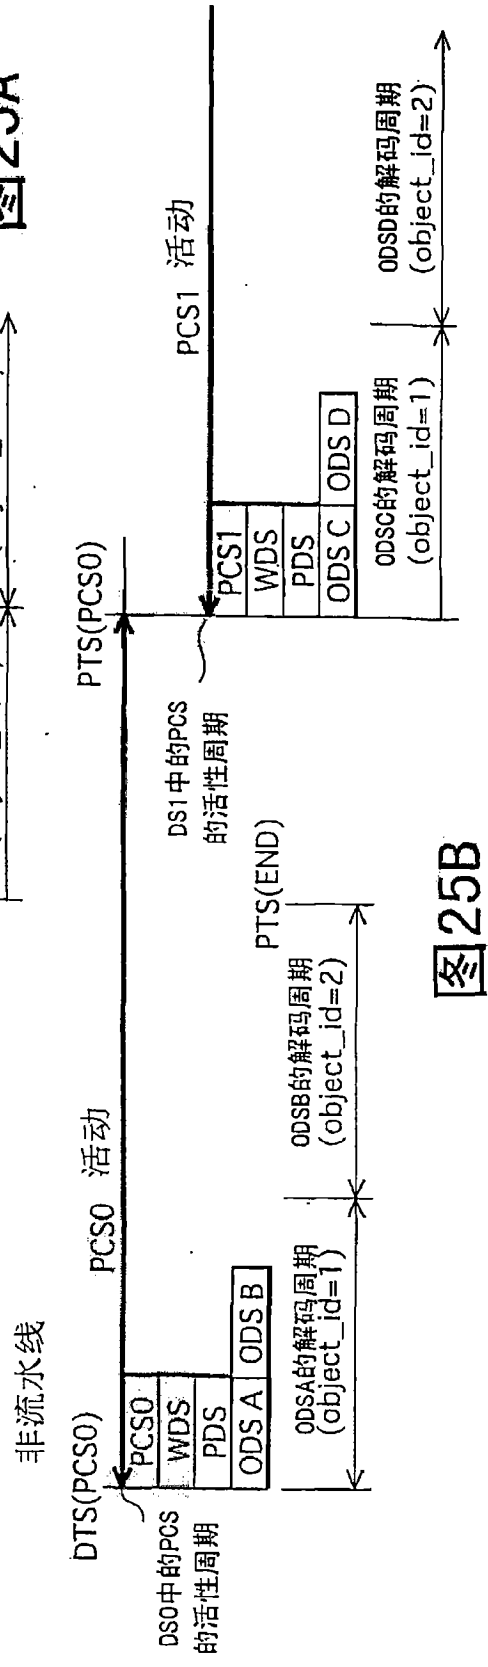 图25A
非流水线
DTS(PCS0)
PCS0 活动
PTS(PCS0)
DS0中的PCS
的活性周期
PCS0
WDS
PDS
ODS A
ODS B
ODSA的解码周期
(object_id=1)
ODSB的解码周期
(object_id=2)
PTS(END)
DS1中的PCS
的活性周期
PCS1 活动
PCS1
WDS
PDS
ODS C
ODS D
ODSC的解码周期
(object_id=1)
ODSD的解码周期
(object_id=2)
图25B